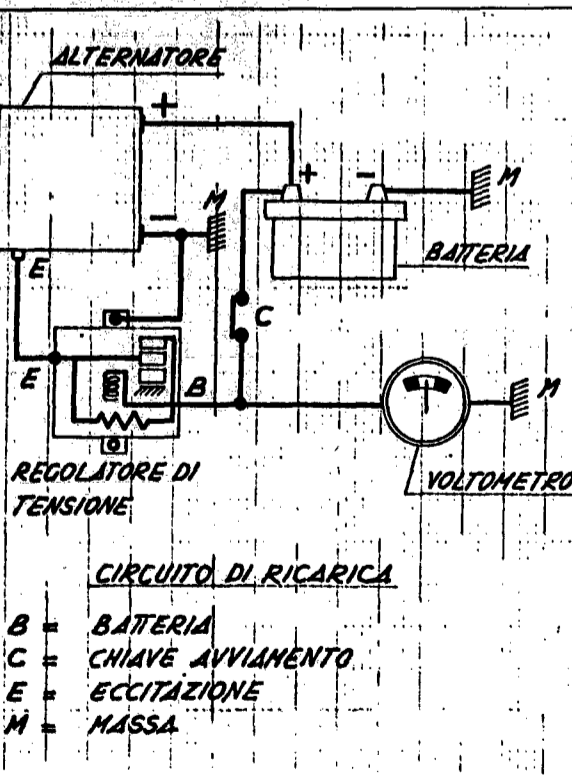 ALTERNATORE
+
+
-
M
M
-
E
BATTERIA
C
E
B
M
REGOLATORE DI
TENSIONE
VOLTOMETRO
CIRCUITO DI RICARICA
B = BATTERIA
C = CHIAVE AVVIAMENTO
E = ECCITAZIONE
M = MASSA